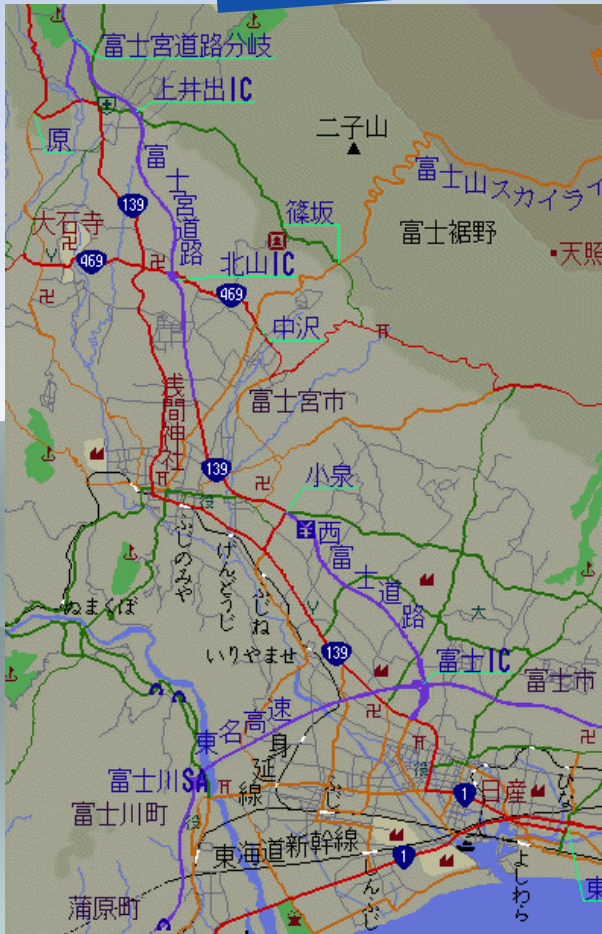 富士宮道路分岐
上井出IC
原
二子山
富士宮道路
139
富士山スカイライ
大石寺
篠坂
富士裾野
天照
469
北山IC
469
中沢
浅間神社
富士宮市
139
小泉
役
西富士道路
ふじのみや
げんどうじ
ふじね
ぬまくぼ
大
いりやませ
139
富士IC
富士市
東名高速
身延線
富士川SA
役
ふじ
1
日産
富士川町
役
東海道新幹線
1
しんふじ
よしわら
東
蒲原町